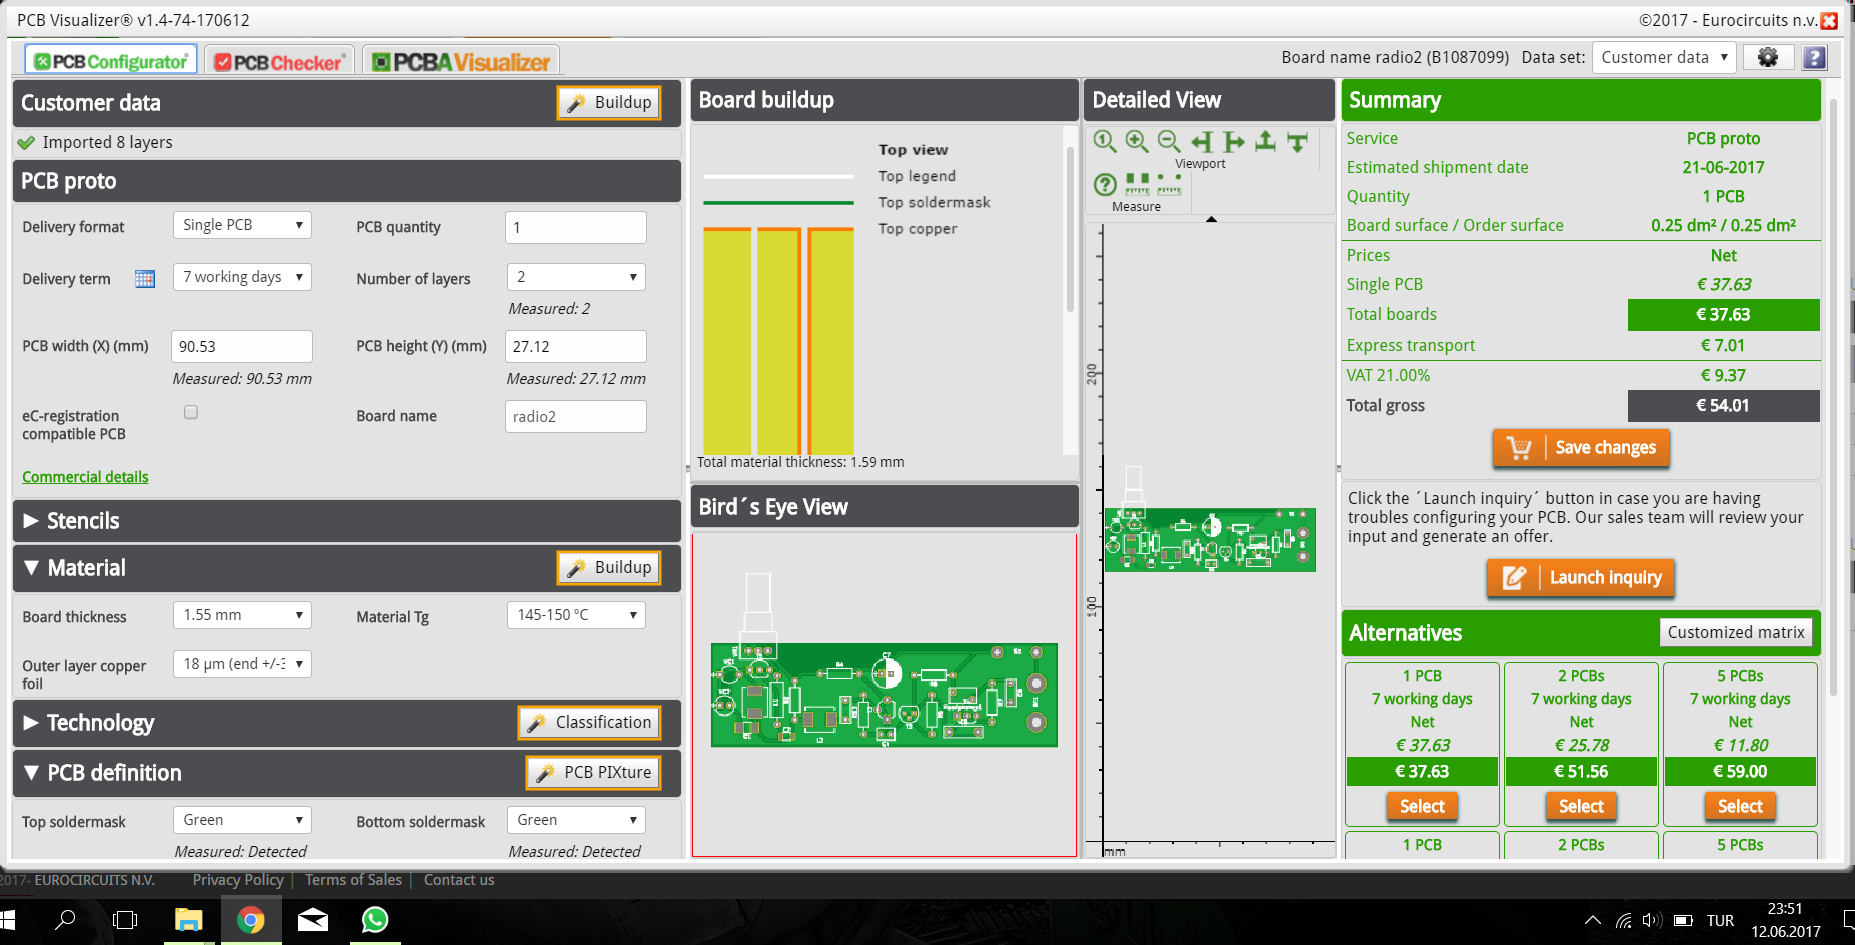 PCB Visualizer® v1.4-74-170612
©2017 - Eurocircuits n.v.
PCB Configurator
PCB Checker
PCBA Visualizer
Board name radio2 (B1087099)
Data set:
Customer data
Customer data
Buildup
Imported 8 layers
PCB proto
Delivery format
Single PCB
PCB quantity
1
Delivery term
7 working days
Number of layers
2
Measured: 2
PCB width (X) (mm)
90.53
PCB height (Y) (mm)
27.12
Measured: 90.53 mm
Measured: 27.12 mm
eC-registration
compatible PCB
Board name
radio2
Commercial details
Stencils
Material
Buildup
Board thickness
1.55 mm
Material Tg
145-150 °C
Outer layer copper
foil
18 µm (end +/-3
Technology
Classification
PCB definition
PCB PIXture
Top soldermask
Green
Bottom soldermask
Green
Measured: Detected
Measured: Detected
Board buildup
Top view
Top legend
Top soldermask
Top copper
Total material thickness: 1.59 mm
Bird´s Eye View
Detailed View
Viewport
Measure
200
100
mm
Summary
Service
PCB proto
Estimated shipment date
21-06-2017
Quantity
1 PCB
Board surface / Order surface
0.25 dm² / 0.25 dm²
Prices
Net
Single PCB
€ 37.63
Total boards
€ 37.63
Express transport
€ 7.01
VAT 21.00%
€ 9.37
Total gross
€ 54.01
Save changes
Click the ´Launch inquiry´ button in case you are having
troubles configuring your PCB. Our sales team will review your
input and generate an offer.
Launch inquiry
Alternatives
Customized matrix
1 PCB
7 working days
Net
€ 37.63
€ 37.63
Select
2 PCBs
7 working days
Net
€ 25.78
€ 51.56
Select
5 PCBs
7 working days
Net
€ 11.80
€ 59.00
Select
1 PCB
2 PCBs
5 PCBs
2017- EUROCIRCUITS N.V.
Privacy Policy
Terms of Sales
Contact us
TUR
23:51
12.06.2017